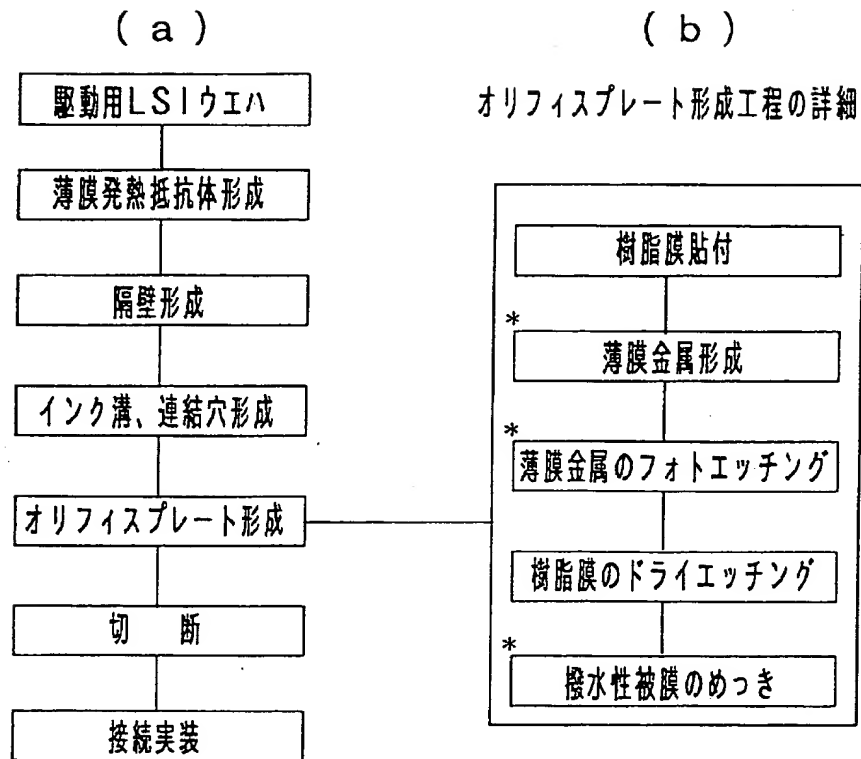 (a)
駆動用LSIウエハ
薄膜発熱抵抗体形成
隔壁形成
インク溝、連結穴形成
オリフィスプレート形成
切 断
接続実装
(b)
オリフィスプレート形成工程の詳細
樹脂膜貼付
*
薄膜金属形成
*
薄膜金属のフォトエッチング
樹脂膜のドライエッチング
*
撥水性被膜のめっき